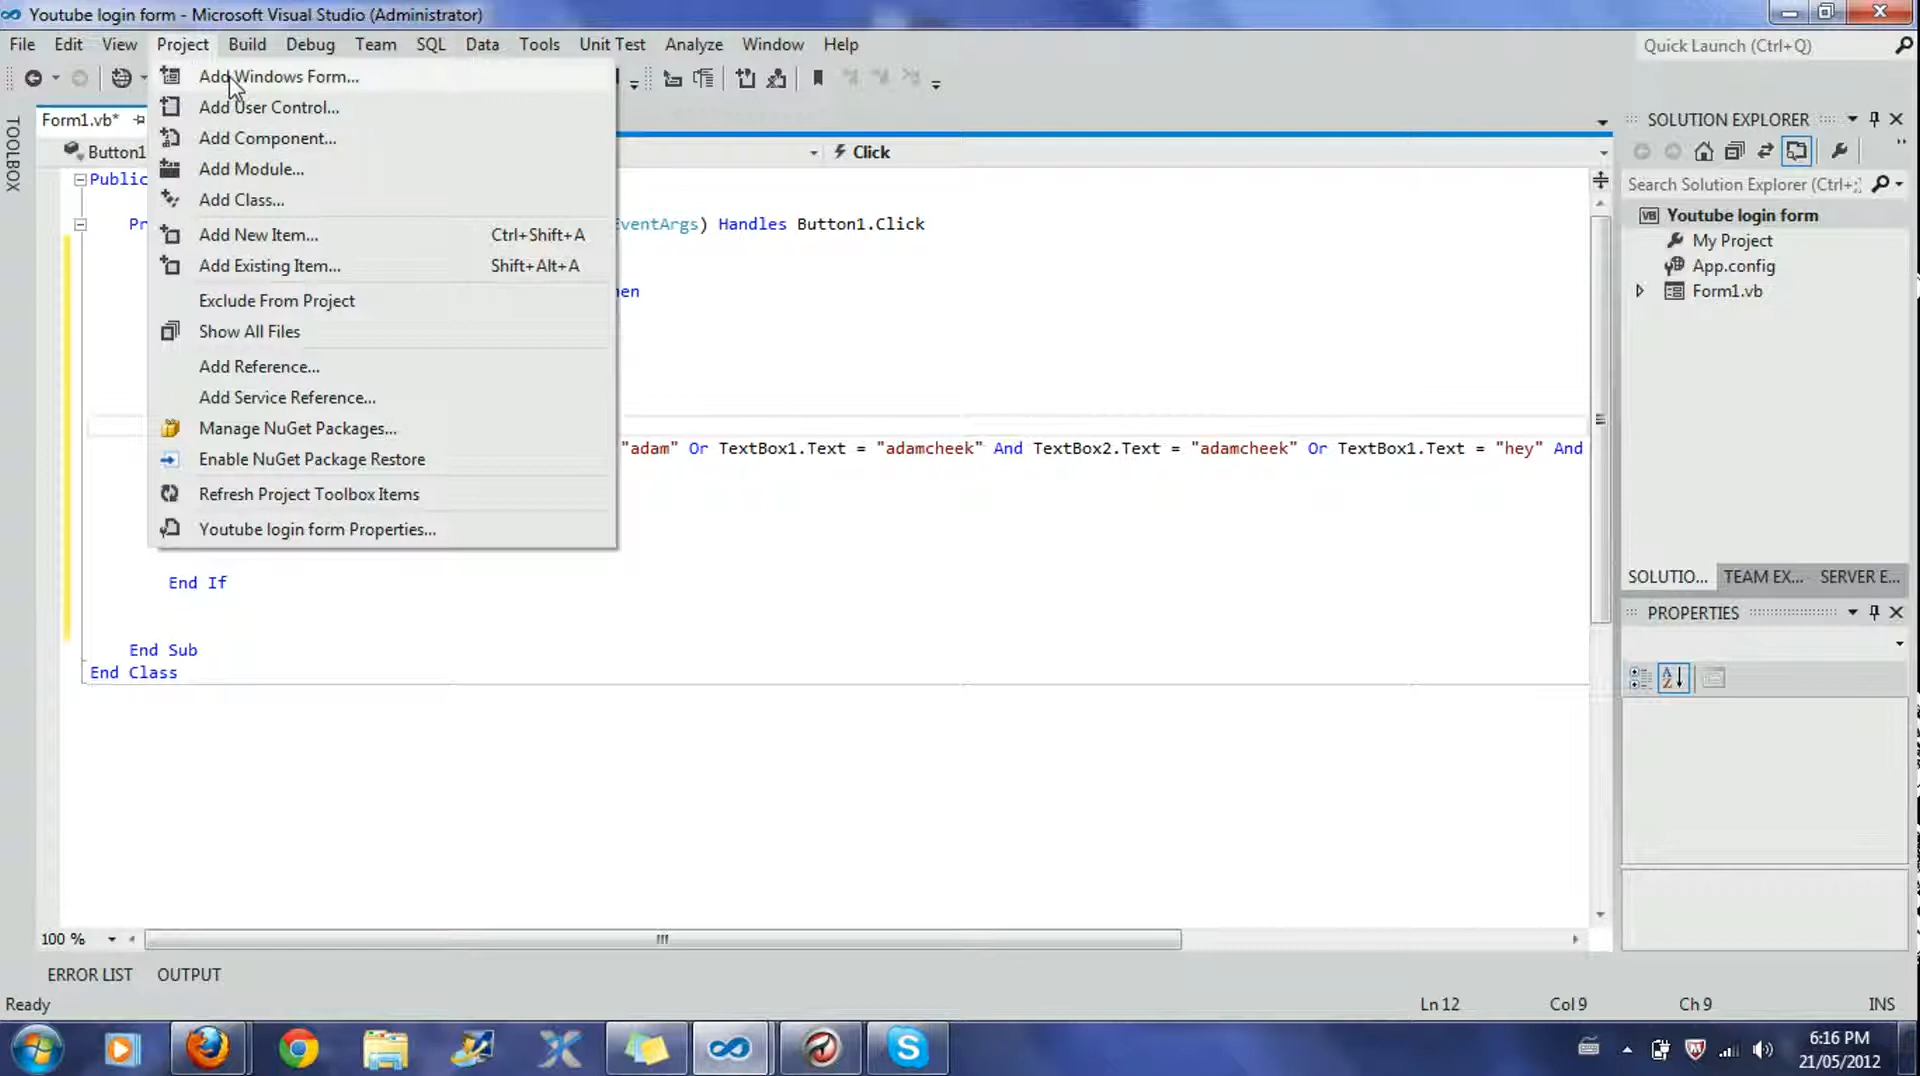 Youtube login form - Microsoft Visual Studio (Administrator)
File Edit View Project Build Debug Team SQL Data Tools Unit Test Analyze Window Help
Quick Launch (Ctrl+Q)
Add Windows Form...
Add User Control...
Add Component...
Add Module...
Add Class...
Add New Item... Ctrl+Shift+A
Add Existing Item... Shift+Alt+A
Exclude From Project
Show All Files
Add Reference...
Add Service Reference...
Manage NuGet Packages...
Enable NuGet Package Restore
Refresh Project Toolbox Items
Youtube login form Properties...
TOOLBOX
Form1.vb*
Button1
Click
Public
Pr
EventArgs) Handles Button1.Click
hen
"adam" Or TextBox1.Text = "adamcheek" And TextBox2.Text = "adamcheek" Or TextBox1.Text = "hey" And
End If
End Sub
End Class
100 %
SOLUTION EXPLORER
Search Solution Explorer (Ctrl+;)
VB Youtube login form
My Project
App.config
Form1.vb
SOLUTIO... TEAM EX... SERVER E...
PROPERTIES
ERROR LIST OUTPUT
Ready Ln 12 Col 9 Ch 9 INS
6:16 PM
21/05/2012